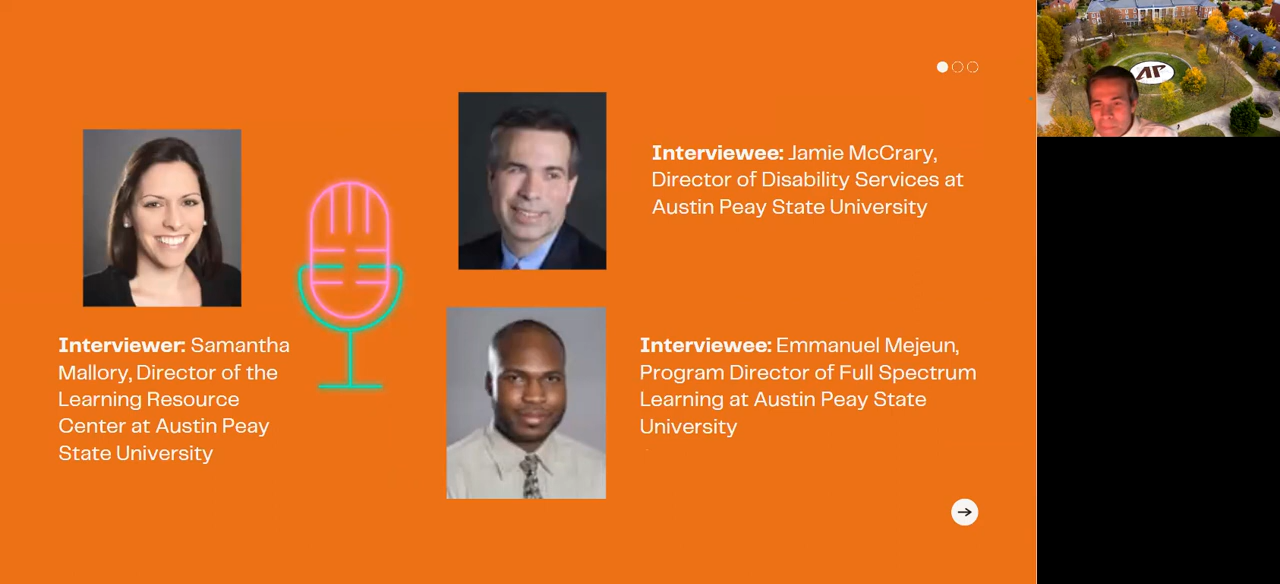 Interviewer: Samantha
Mallory, Director of the
Learning Resource
Center at Austin Peay
State University
Interviewee: Jamie McCrary,
Director of Disability Services at
Austin Peay State University
Interviewee: Emmanuel Mejeun,
Program Director of Full Spectrum
Learning at Austin Peay State
University
AP